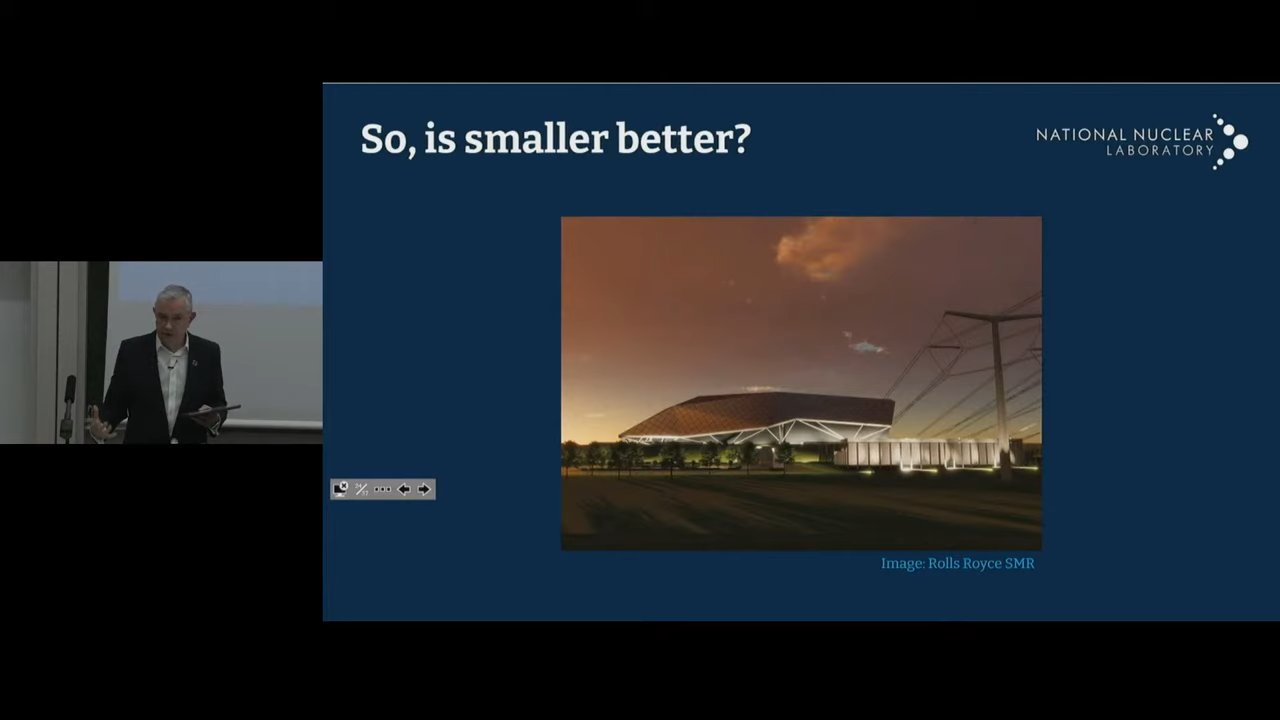 So, is smaller better?
NATIONAL NUCLEAR
LABORATORY
Image: Rolls Royce SMR